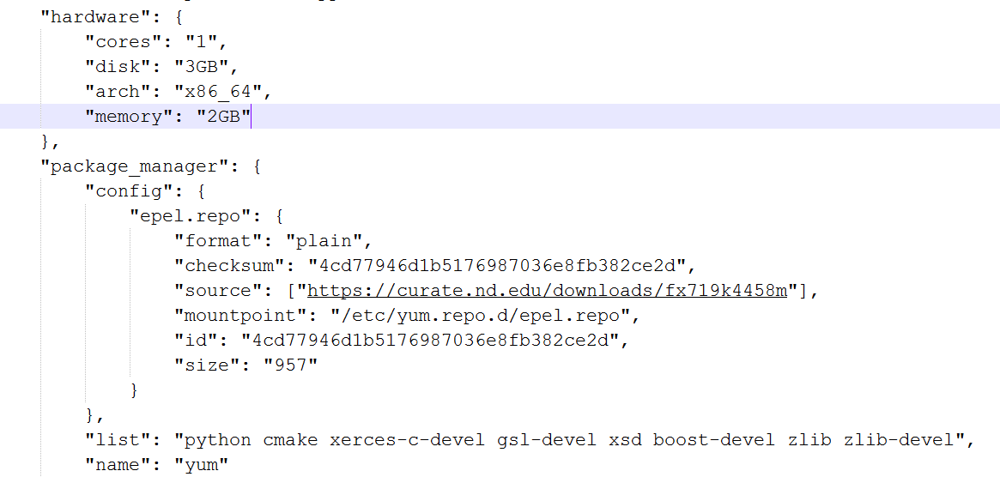 "hardware": {
"cores": "1",
"disk": "3GB",
"arch": "x86_64",
"memory": "2GB"
},
"package_manager": {
"config": {
"epel.repo": {
"format": "plain",
"checksum": "4cd77946d1b5176987036e8fb382ce2d",
"source": ["https://curate.nd.edu/downloads/fx719k4458m"],
"mountpoint": "/etc/yum.repo.d/epel.repo",
"id": "4cd77946d1b5176987036e8fb382ce2d",
"size": "957"
}
},
"list": "python cmake xerces-c-devel gsl-devel xsd boost-devel zlib zlib-devel",
"name": "yum"